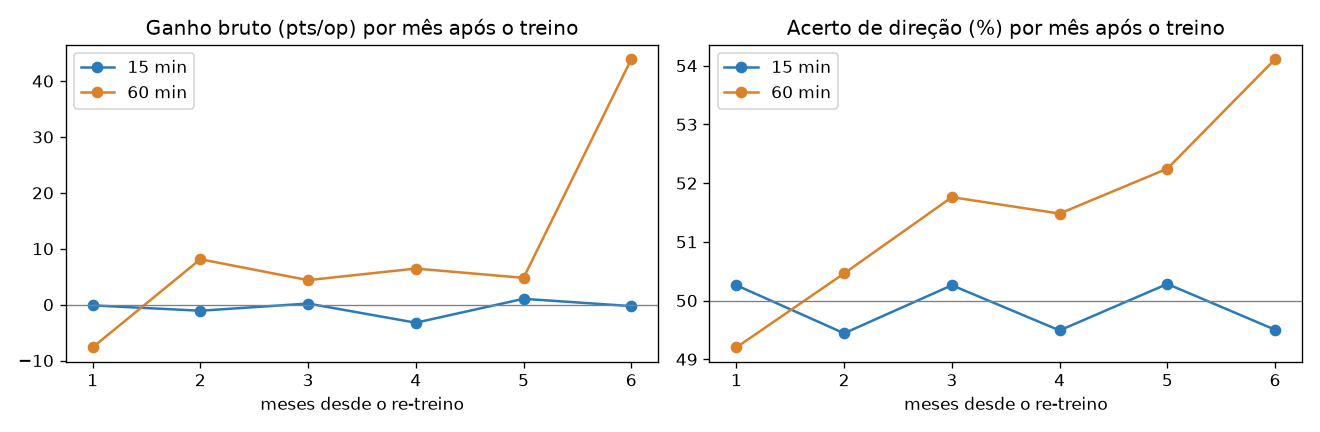 Ganho bruto (pts/op) por mês após o treino
15 min
60 min
40
30
20
10
0
−10
1 2 3 4 5 6
meses desde o re-treino
Acerto de direção (%) por mês após o treino
15 min
60 min
54
53
52
51
50
49
1 2 3 4 5 6
meses desde o re-treino